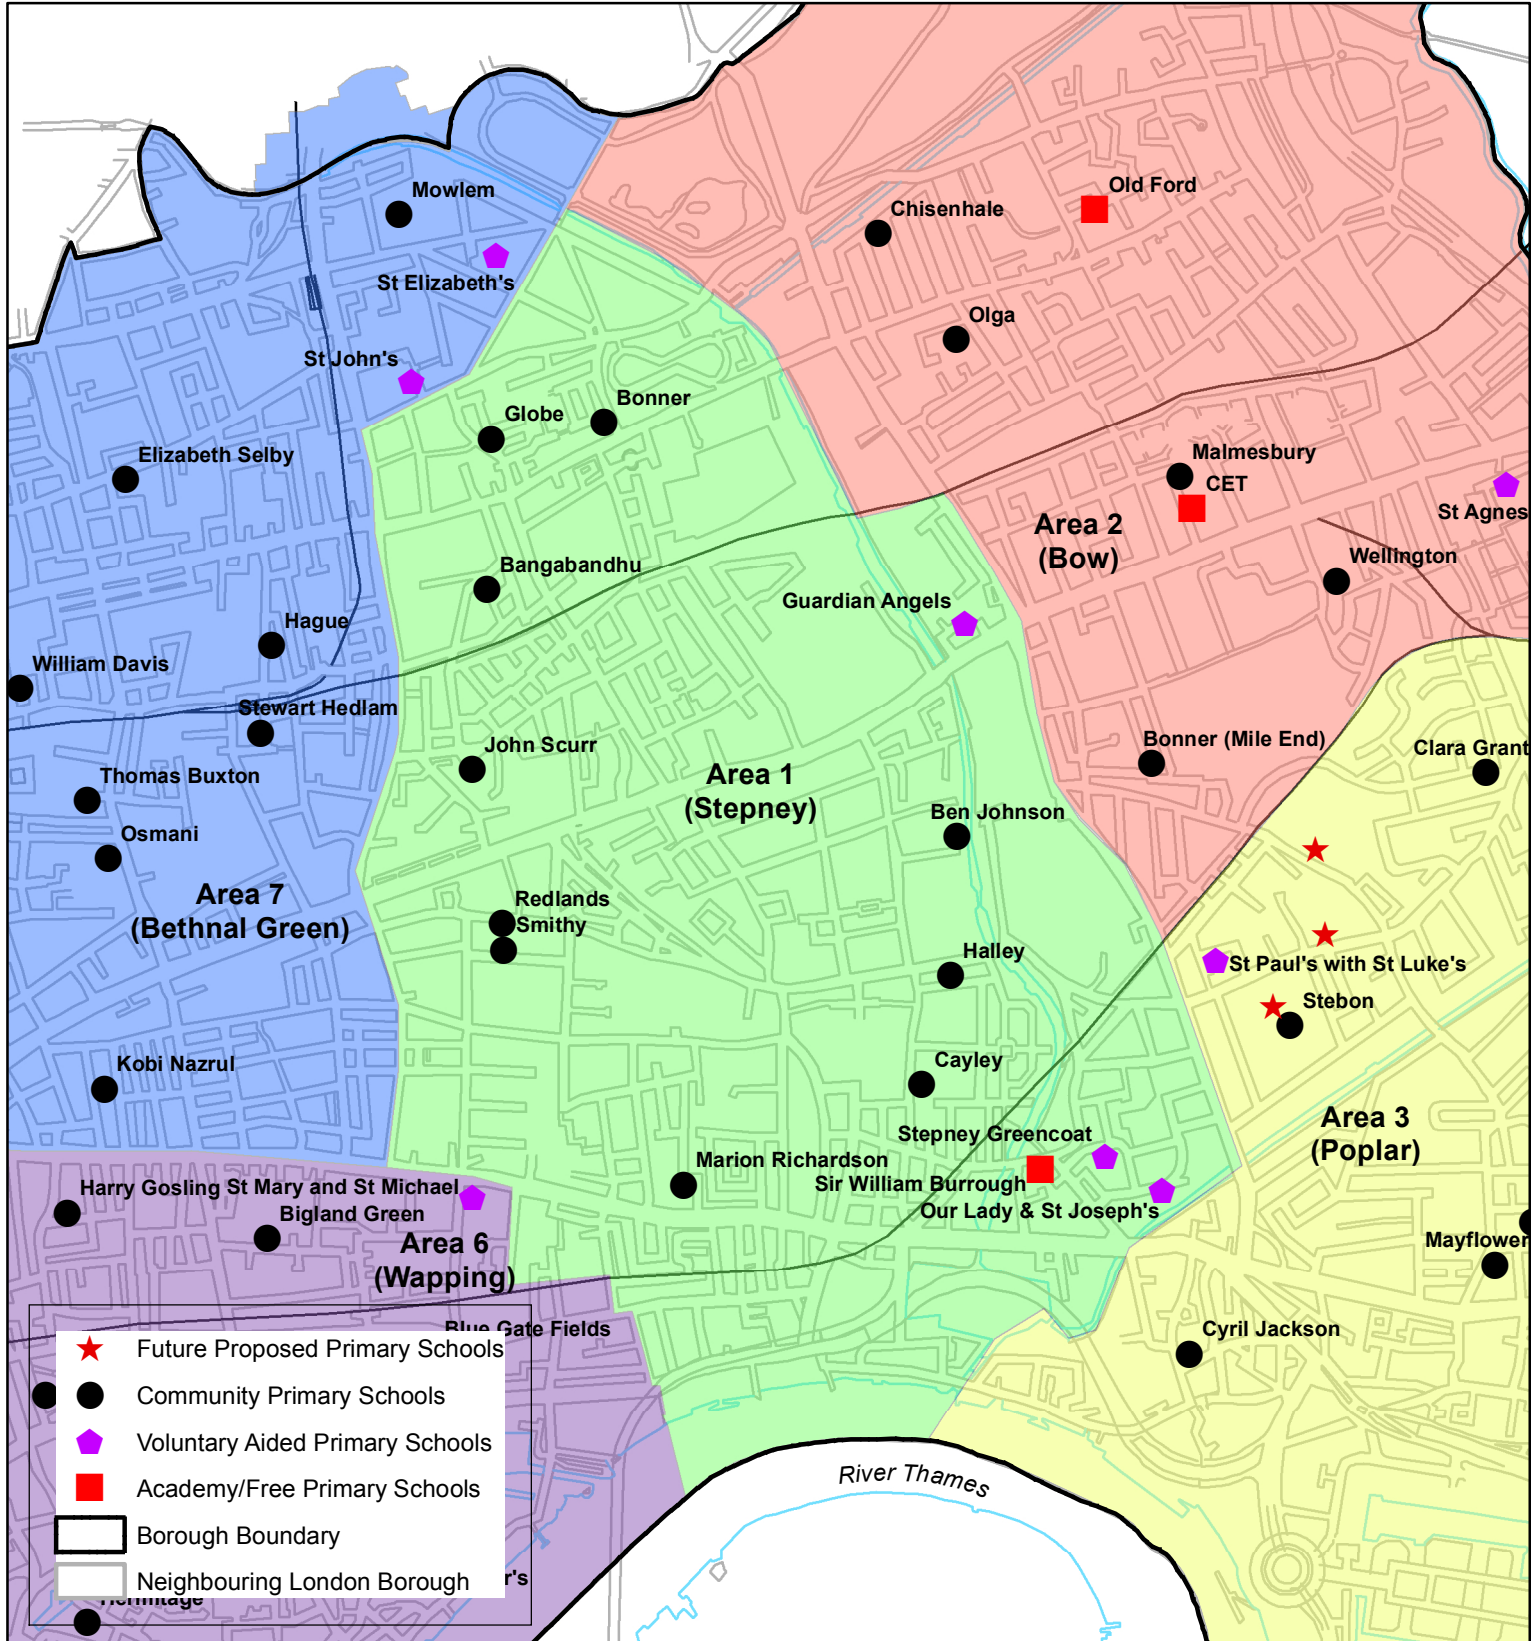 Mowlem
Old Ford
Chisenhale
St Elizabeth's
Olga
St John's
Bonner
Globe
Elizabeth Selby
Malmesbury
CET
St Agnes
Area 2
(Bow)
Wellington
Bangabandhu
Guardian Angels
Hague
William Davis
Stewart Hedlam
John Scurr
Bonner (Mile End)
Clara Grant
Thomas Buxton
Area 1
(Stepney)
Ben Johnson
Osmani
Area 7
(Bethnal Green)
Redlands
Smithy
Halley
St Paul's with St Luke's
Stebon
Kobi Nazrul
Cayley
Area 3
(Poplar)
Stepney Greencoat
Marion Richardson
Sir William Burrough
Our Lady & St Joseph's
Harry Gosling
St Mary and St Michael
Bigland Green
Area 6
(Wapping)
Mayflower
Blue Gate Fields
Cyril Jackson
Future Proposed Primary Schools
Community Primary Schools
Voluntary Aided Primary Schools
Academy/Free Primary Schools
River Thames
Borough Boundary
Neighbouring London Borough
r's
Hermitage